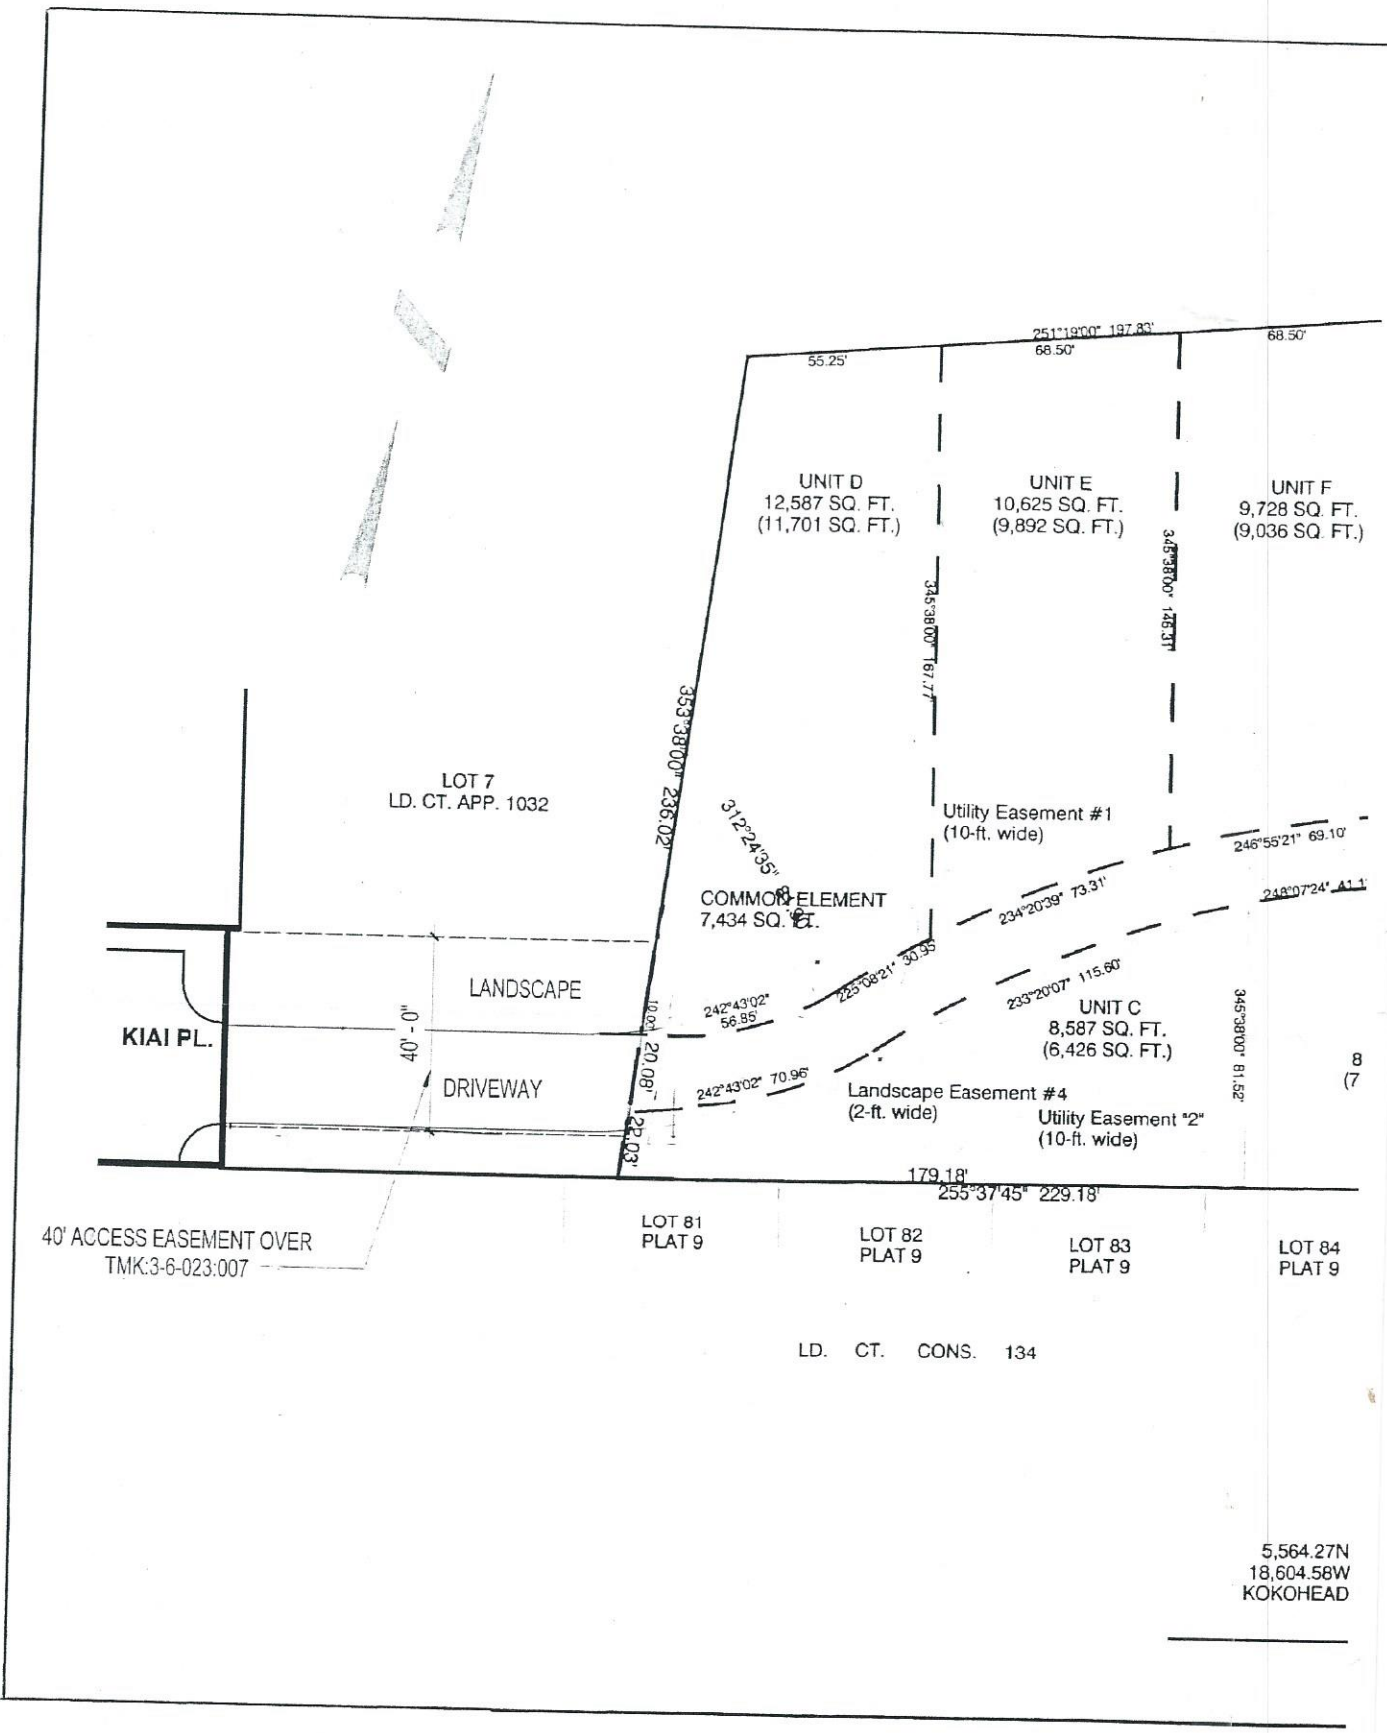 251°19'00" 197.83'
55.25'
68.50'
68.50'
UNIT D
12,587 SQ. FT.
(11,701 SQ. FT.)
UNIT E
10,625 SQ. FT.
(9,892 SQ. FT.)
UNIT F
9,728 SQ. FT.
(9,036 SQ. FT.)
345°38'00" 167.77'
345°38'00" 146.31'
353°38'00" 236.02'
LOT 7
LD. CT. APP. 1032
312°24'35"
Utility Easement #1
(10-ft. wide)
246°55'21" 69.10'
248°07'24" 41.1
234°20'39" 73.31'
COMMON ELEMENT
7,434 SQ. FT.
225°08'21" 30.95'
233°20'07" 115.60'
LANDSCAPE
10.07'
242°43'02"
56.85'
UNIT C
8,587 SQ. FT.
(6,426 SQ. FT.)
345°38'00" 81.52'
KIAI PL.
40' - 0"
8
(7
20.08'
DRIVEWAY
242°43'02" 70.96'
Landscape Easement #4
(2-ft. wide)
Utility Easement "2"
(10-ft. wide)
22.03'
179.18'
255°37'45" 229.18'
40' ACCESS EASEMENT OVER
TMK:3-6-023:007
LOT 81
PLAT 9
LOT 82
PLAT 9
LOT 83
PLAT 9
LOT 84
PLAT 9
LD. CT. CONS. 134
5,564.27N
18,604.58W
KOKOHEAD